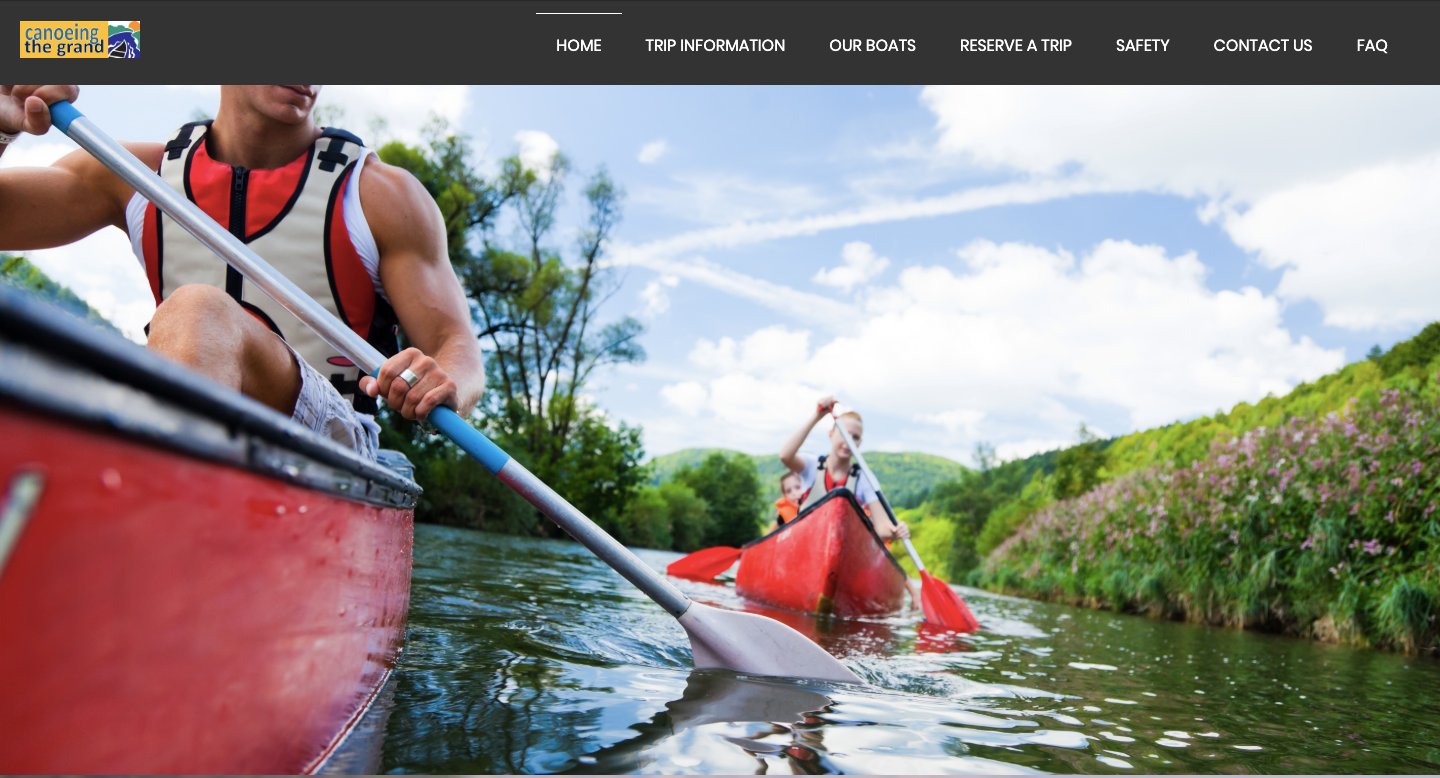 canoeing
the grand
HOME TRIP INFORMATION OUR BOATS RESERVE A TRIP SAFETY CONTACT US FAQ